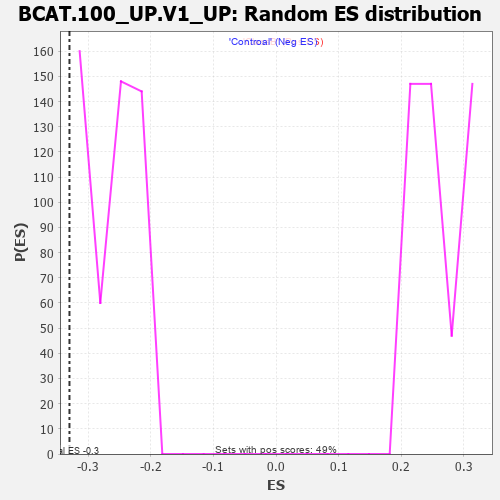 BCAT.100_UP.V1_UP: Random ES distribution
'Controal' (Neg ES)
160
150
140
130
120
110
100
90
80
70
60
50
40
30
20
10
0
P(ES)
ES -0.3
Sets with pos scores: 49%
-0.3 -0.2 -0.1 0.0 0.1 0.2 0.3
ES